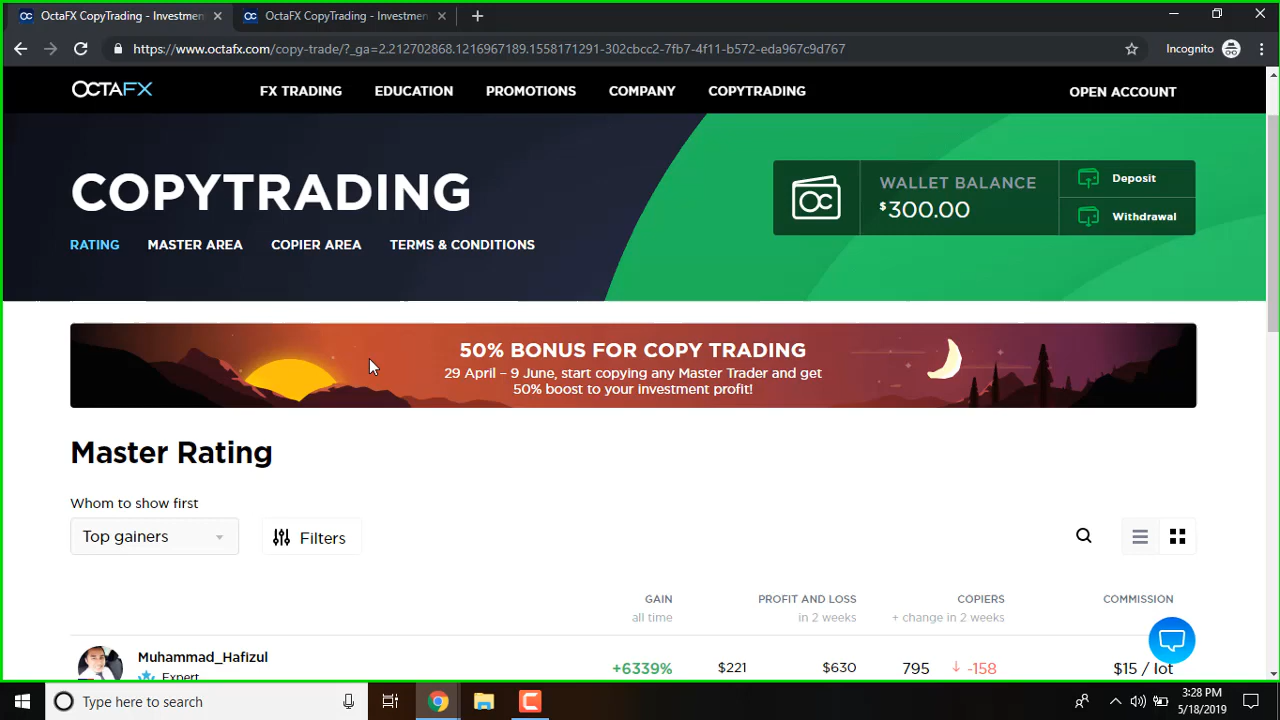 OctaFX CopyTrading - Investmen
OctaFX CopyTrading - Investmen
https://www.octafx.com/copy-trade/?_ga=2.212702868.1216967189.1558171291-302cbcc2-7fb7-4f11-b572-eda967c9d767
Incognito
OCTAFX
FX TRADING
EDUCATION
PROMOTIONS
COMPANY
COPYTRADING
OPEN ACCOUNT
COPYTRADING
OC
WALLET BALANCE
$300.00
Deposit
Withdrawal
RATING
MASTER AREA
COPIER AREA
TERMS & CONDITIONS
50% BONUS FOR COPY TRADING
29 April – 9 June, start copying any Master Trader and get
50% boost to your investment profit!
Master Rating
Whom to show first
Top gainers
Filters
GAIN
all time
PROFIT AND LOSS
in 2 weeks
COPIERS
+ change in 2 weeks
COMMISSION
Muhammad_Hafizul
Expert
+6339%
$221
$630
795
-158
$15 / lot
Type here to search
3:28 PM
5/18/2019